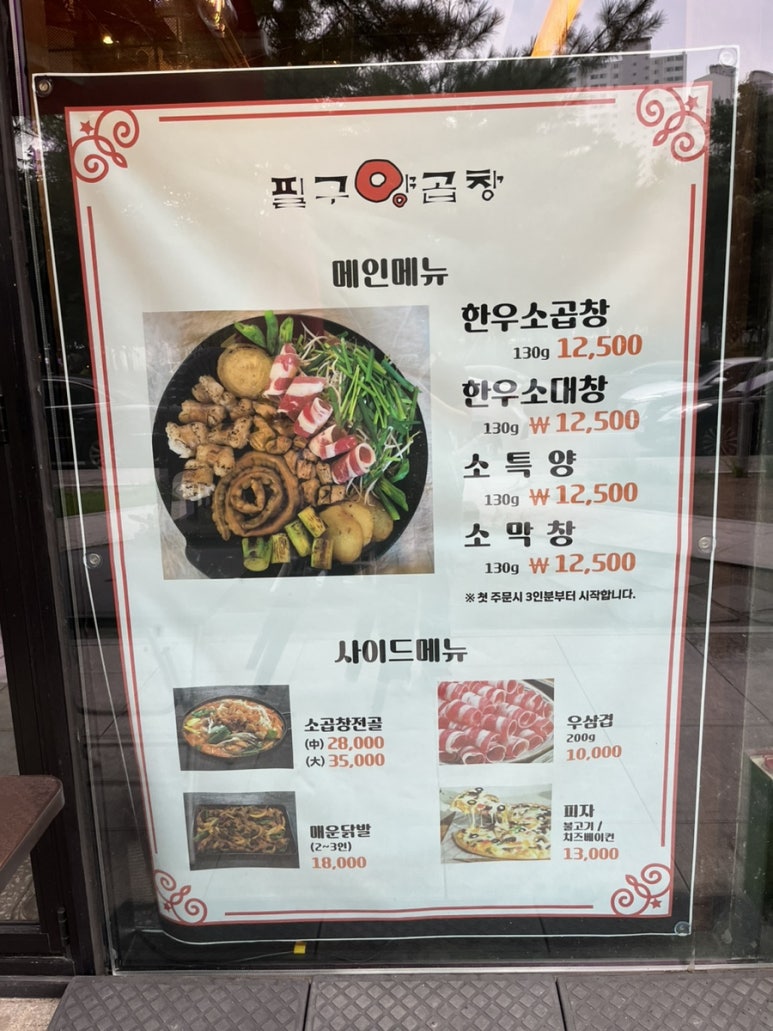 필구양곱창
메인메뉴
한우소곱창
130g 12,500
한우소대창
130g ₩ 12,500
소 특 양
130g ₩ 12,500
소 막 창
130g ₩ 12,500
※ 첫 주문시 3인분부터 시작합니다.
사이드메뉴
소곱창전골
(中) 28,000
(大) 35,000
우삼겹
200g
10,000
매운닭발
(2~3인)
18,000
피자
불고기 /
치즈베이컨
13,000